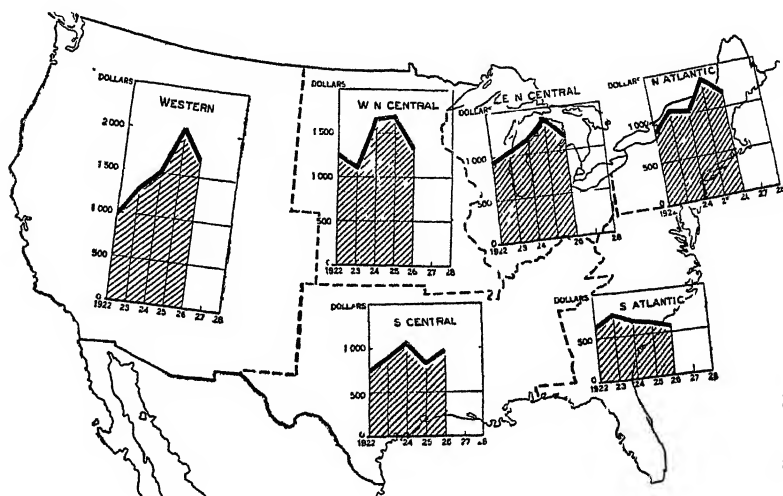 DOLLARS
WESTERN
2 000
1 500
1 000
500
0
1922 23 24 25 26 27 28
DOLLARS
W N CENTRAL
1 500
1 000
500
0
1922 23 24 25 26 27 28
E N CENTRAL
1 000
500
0
1922 23 24 26 28
N ATLANTIC
1 000
500
0
24 27
DOLLARS
S CENTRAL
1 000
500
0
1922 24 25 26 27
DOLLARS
S ATLANTIC
500
0
1922 23 24 25 26 27 28